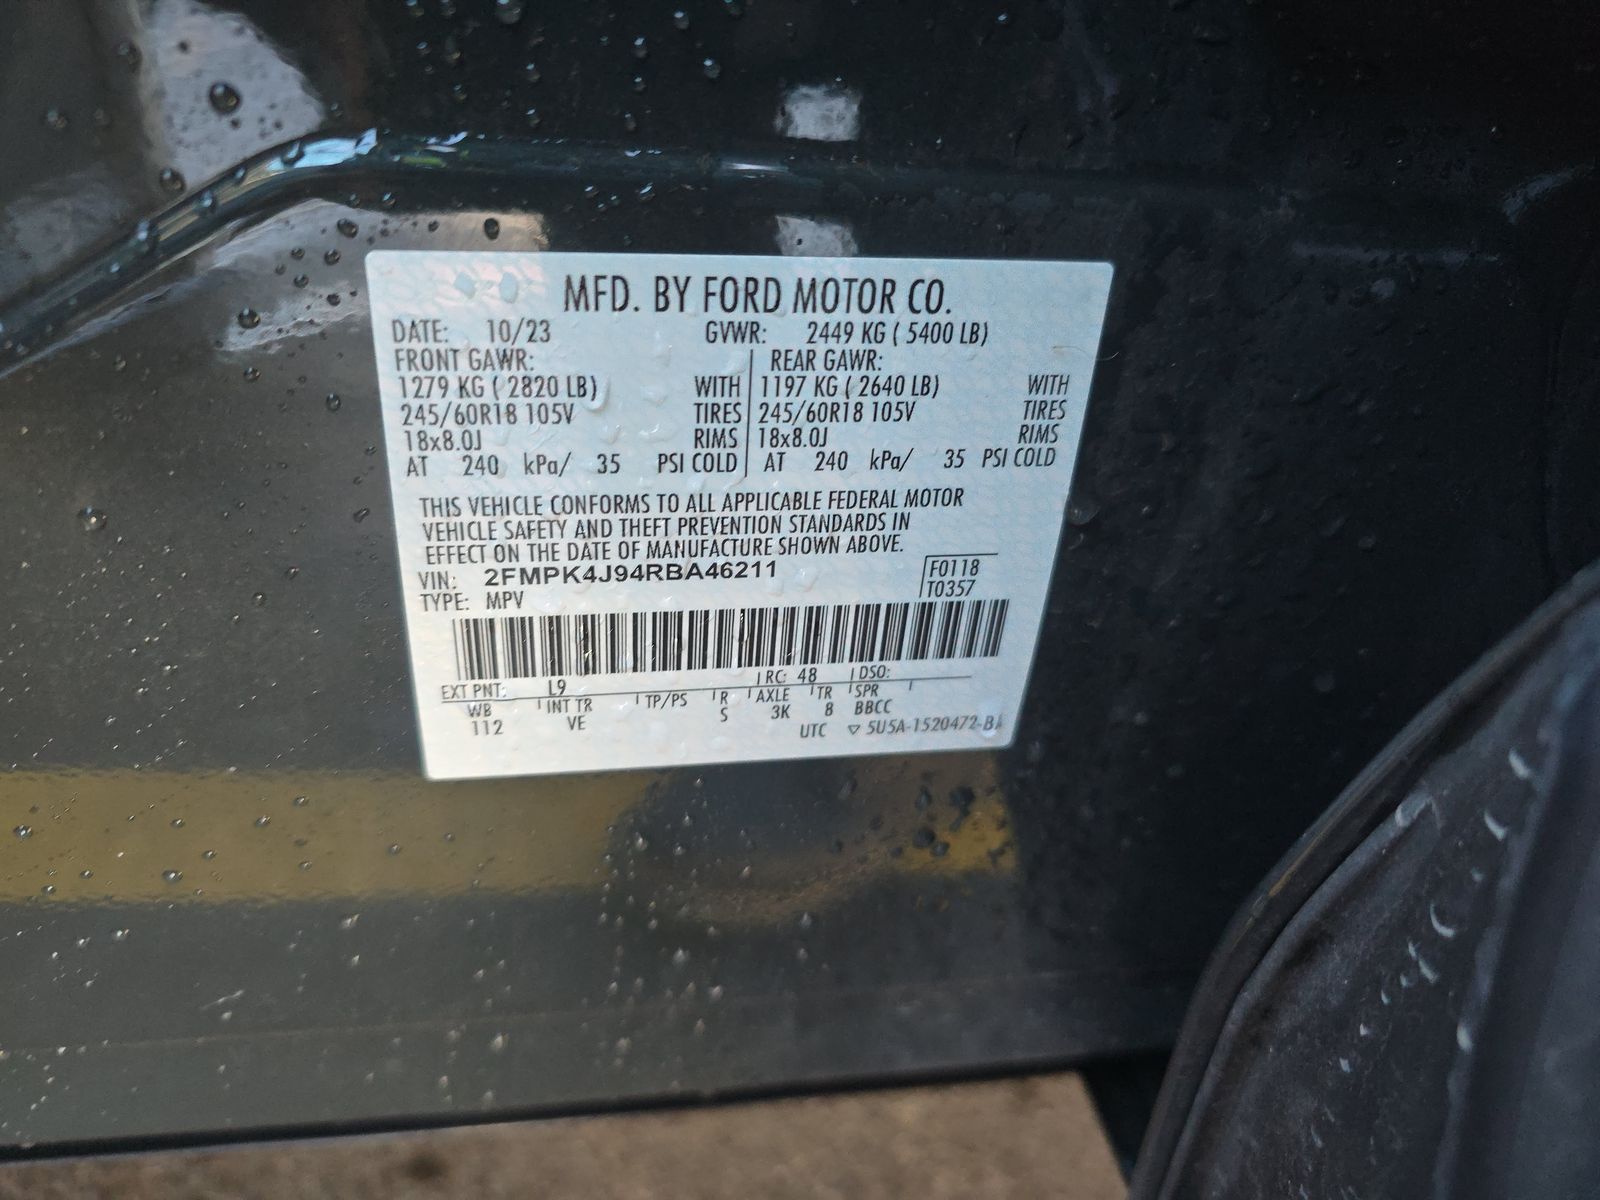 MFD. BY FORD MOTOR CO.
DATE: 10/23 GVWR: 2449 KG ( 5400 LB)
FRONT GAWR: REAR GAWR:
1279 KG ( 2820 LB) WITH 1197 KG ( 2640 LB) WITH
245/60R18 105V TIRES 245/60R18 105V TIRES
18x8.0J RIMS 18x8.0J RIMS
AT 240 kPa/ 35 PSI COLD AT 240 kPa/ 35 PSI COLD
THIS VEHICLE CONFORMS TO ALL APPLICABLE FEDERAL MOTOR
VEHICLE SAFETY AND THEFT PREVENTION STANDARDS IN
EFFECT ON THE DATE OF MANUFACTURE SHOWN ABOVE.
VIN: 2FMPK4J94RBA46211 F0118
TYPE: MPV T0357
EXT PNT: L9 RC: 48 DSO:
WB INT TR TP/PS R AXLE TR SPR
112 VE S 3K 8 BBCC
UTC ▽ 5U5A-1520472-BA